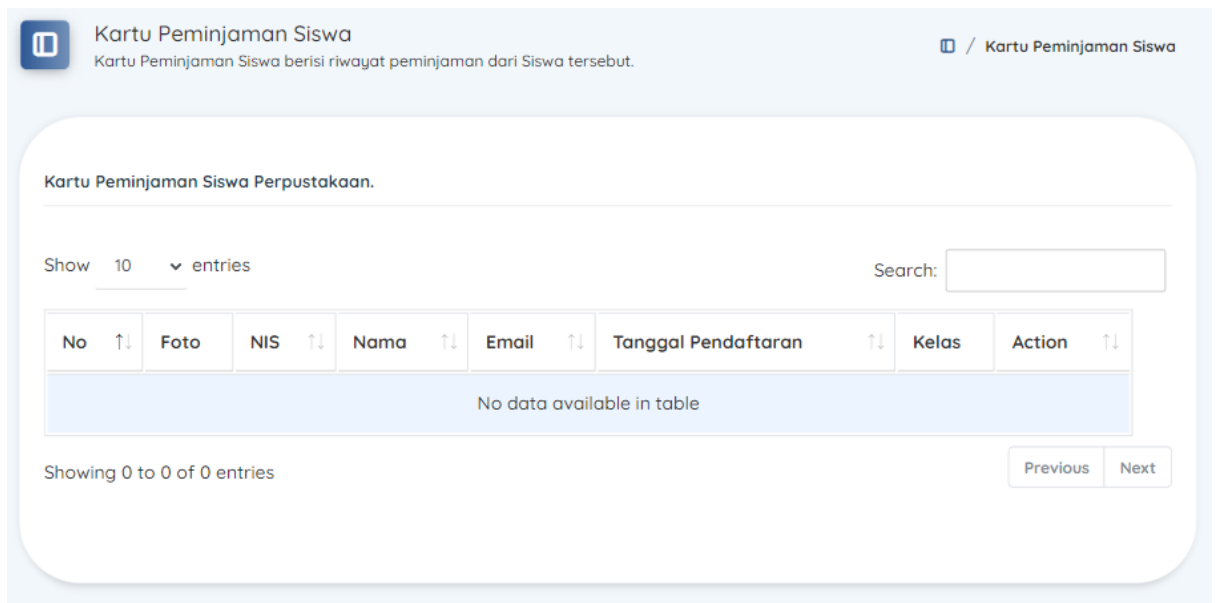 Kartu Peminjaman Siswa
Kartu Peminjaman Siswa berisi riwayat peminjaman dari Siswa tersebut.
/ Kartu Peminjaman Siswa
Kartu Peminjaman Siswa Perpustakaan.
Show 10 entries
Search:
No Foto NIS Nama Email Tanggal Pendaftaran Kelas Action
No data available in table
Showing 0 to 0 of 0 entries
Previous Next